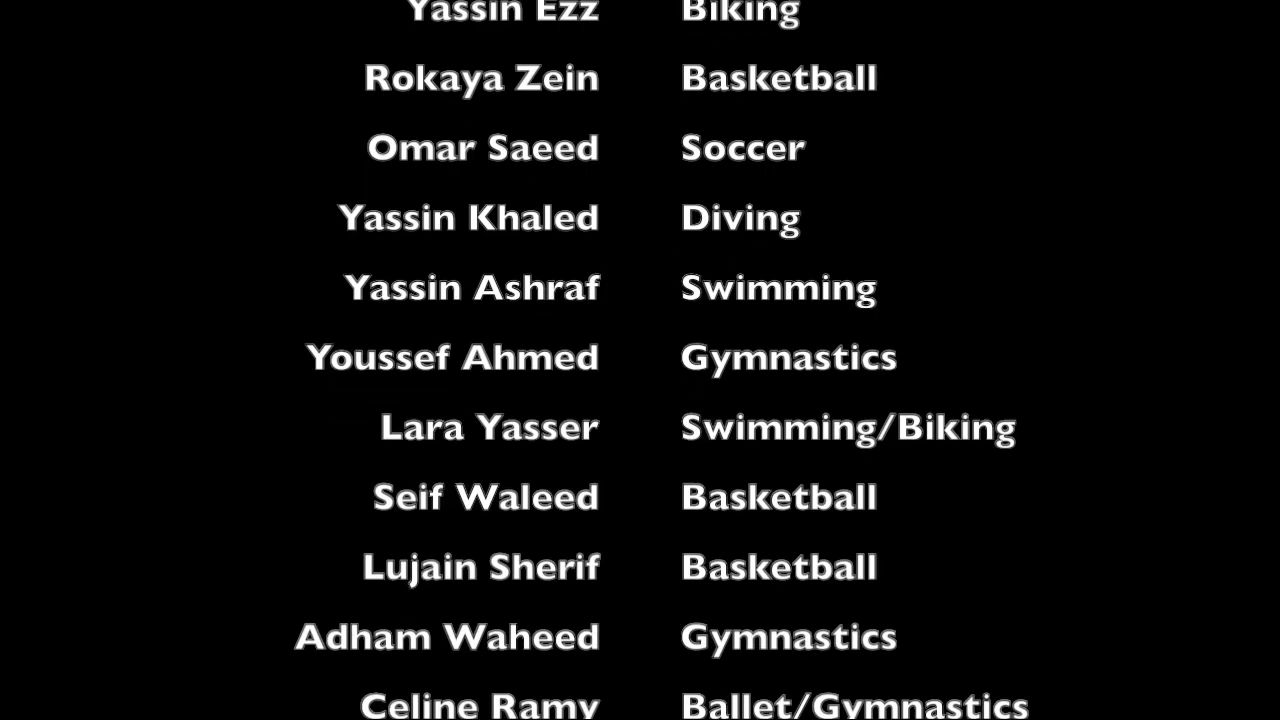 Yassin Ezz Biking
Rokaya Zein Basketball
Omar Saeed Soccer
Yassin Khaled Diving
Yassin Ashraf Swimming
Youssef Ahmed Gymnastics
Lara Yasser Swimming/Biking
Seif Waleed Basketball
Lujain Sherif Basketball
Adham Waheed Gymnastics
Celine Ramy Ballet/Gymnastics